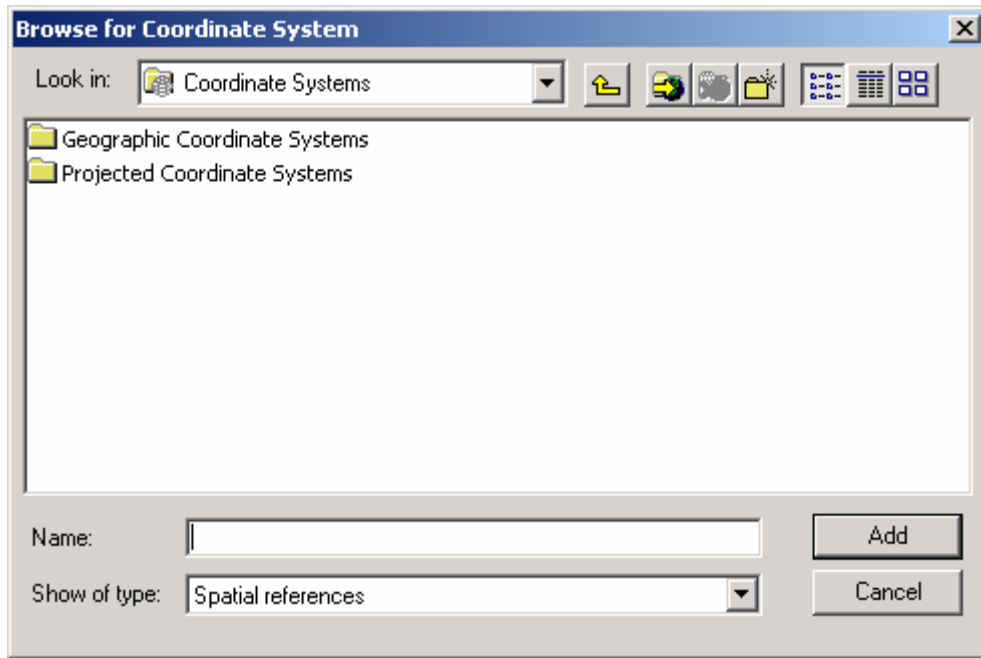 Browse for Coordinate System
Look in: Coordinate Systems
Geographic Coordinate Systems
Projected Coordinate Systems
Name: Add
Show of type: Spatial references Cancel